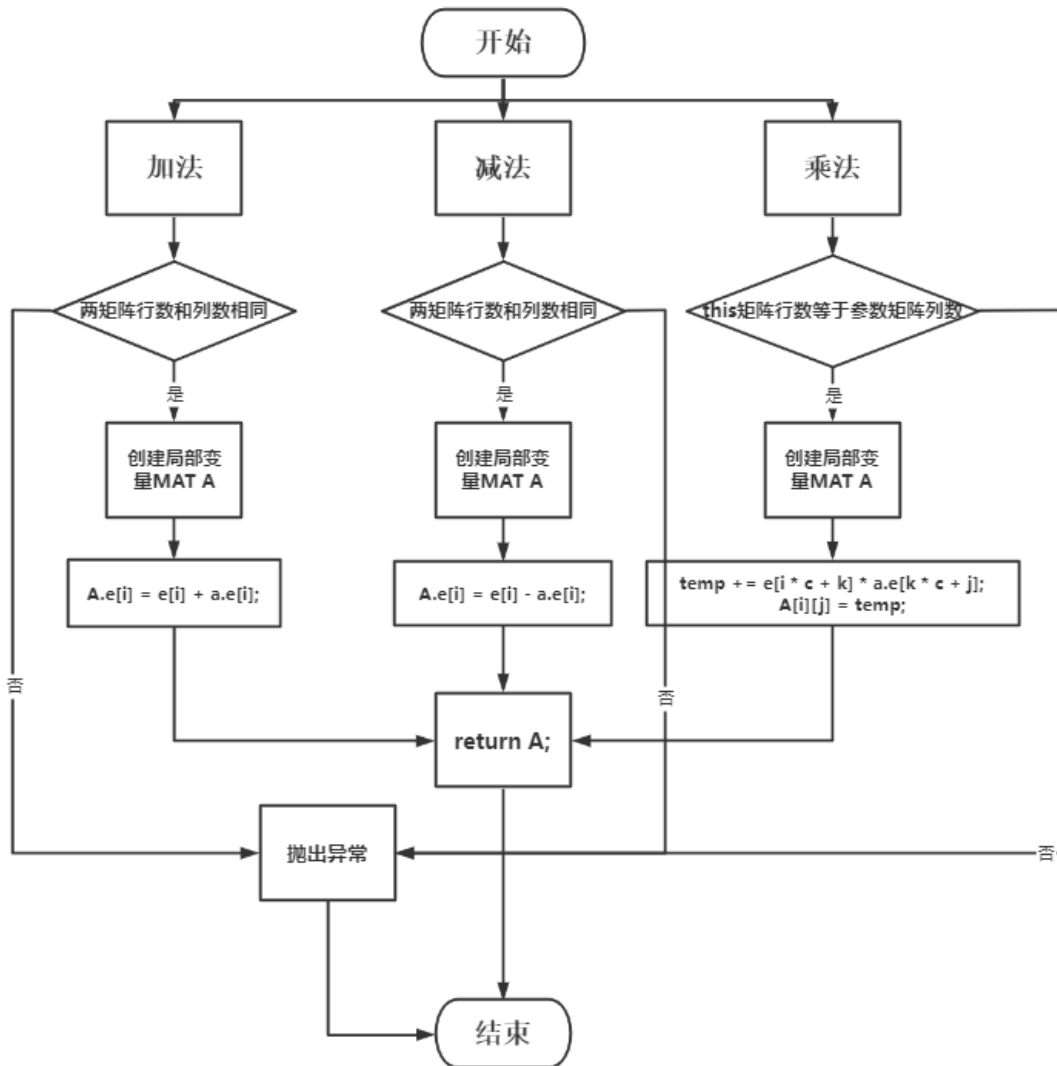 开始
加法
减法
乘法
两矩阵行数和列数相同
两矩阵行数和列数相同
this矩阵行数等于参数矩阵列数
是
是
是
创建局部变
量MAT A
创建局部变
量MAT A
创建局部变
量MAT A
A.e[i] = e[i] + a.e[i];
A.e[i] = e[i] - a.e[i];
temp += e[i * c + k] * a.e[k * c + j];
A[i][j] = temp;
否
否
return A;
抛出异常
否
结束